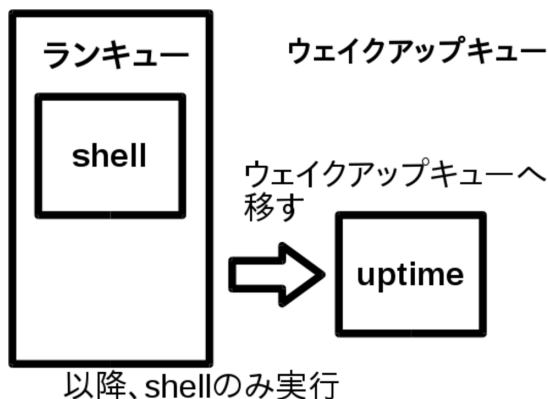 ランキュー
ウェイクアップキュー
shell
ウェイクアップキューへ
移す
uptime
以降、shellのみ実行